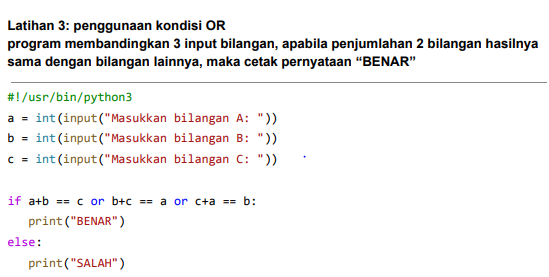 Latihan 3: penggunaan kondisi OR
program membandingkan 3 input bilangan, apabila penjumlahan 2 bilangan hasilnya
sama dengan bilangan lainnya, maka cetak pernyataan “BENAR”
#!/usr/bin/python3
a = int(input("Masukkan bilangan A: "))
b = int(input("Masukkan bilangan B: "))
c = int(input("Masukkan bilangan C: "))
if a+b == c or b+c == a or c+a == b:
    print("BENAR")
else:
    print("SALAH")